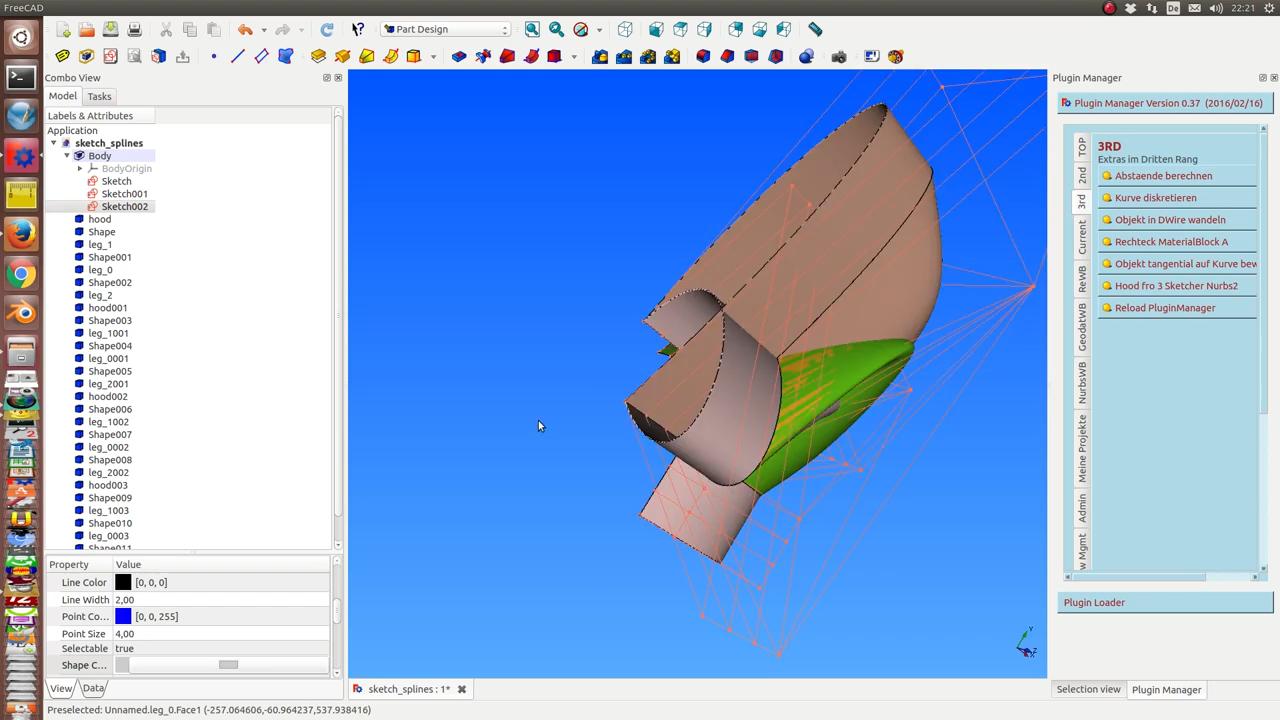 FreeCAD
De
22:21
Part Design
Combo View
Plugin Manager
Model
Tasks
Plugin Manager Version 0.37 (2016/02/16)
Labels & Attributes
Application
sketch_splines
Body
BodyOrigin
Sketch
Sketch001
Sketch002
hood
Shape
leg_1
Shape001
leg_0
Shape002
leg_2
hood001
Shape003
leg_1001
Shape004
leg_0001
Shape005
leg_2001
hood002
Shape006
leg_1002
Shape007
leg_0002
Shape008
leg_2002
hood003
Shape009
leg_1003
Shape010
leg_0003
Shape011
TOP
2nd
3rd
Current
ReWB
GeodatWB
NurbsWB
Meine Projekte
Admin
w Mgmt
3RD
Extras im Dritten Rang
Abstaende berechnen
Kurve diskretieren
Objekt in DWire wandeln
Rechteck MaterialBlock A
Objekt tangential auf Kurve bew
Hood fro 3 Sketcher Nurbs2
Reload PluginManager
Property
Value
Line Color
[0, 0, 0]
Line Width
2,00
Point Co...
[0, 0, 255]
Point Size
4,00
Selectable
true
Shape C...
Plugin Loader
View
Data
sketch_splines : 1*
Selection view
Plugin Manager
Preselected: Unnamed.leg_0.Face1 (-257.064606,-60.964237,537.938416)